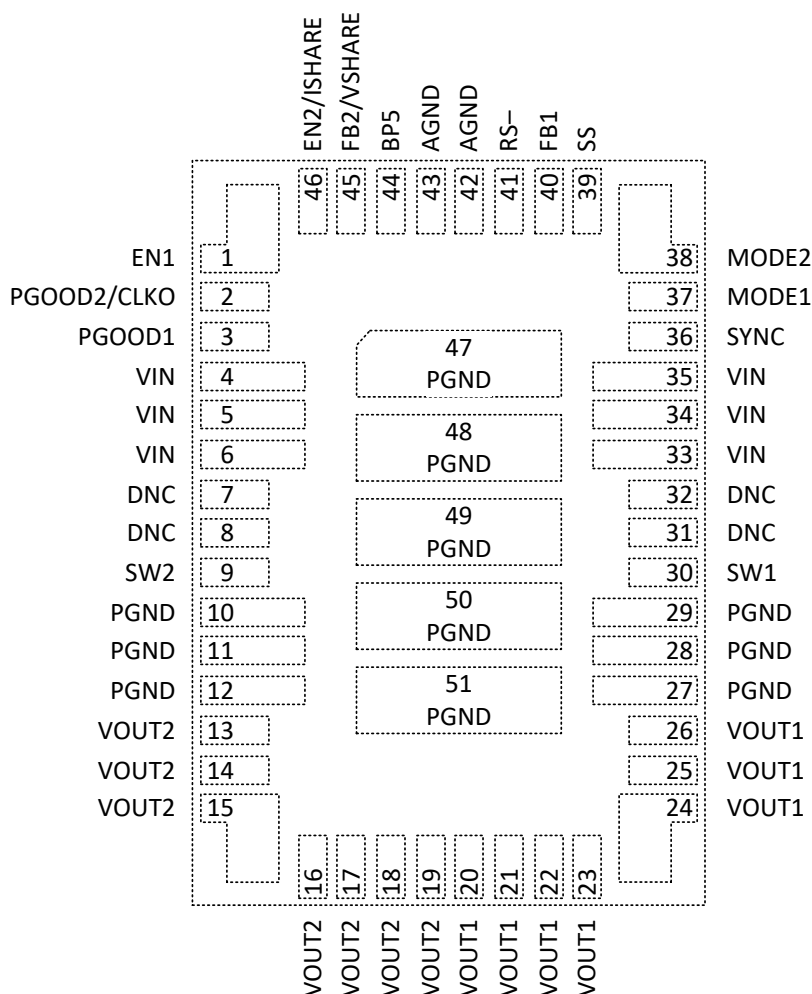 EN2/ISHARE
FB2/VSHARE
BP5
AGND
AGND
RS–
FB1
SS
46
45
44
43
42
41
40
39
EN1 1
38 MODE2
PGOOD2/CLKO 2
37 MODE1
PGOOD1 3
36 SYNC
47
PGND
VIN 4
35 VIN
VIN 5
34 VIN
48
PGND
VIN 6
33 VIN
DNC 7
32 DNC
49
PGND
DNC 8
31 DNC
SW2 9
30 SW1
50
PGND
PGND 10
29 PGND
PGND 11
28 PGND
51
PGND
PGND 12
27 PGND
VOUT2 13
26 VOUT1
VOUT2 14
25 VOUT1
VOUT2 15
24 VOUT1
16
17
18
19
20
21
22
23
VOUT2
VOUT2
VOUT2
VOUT2
VOUT1
VOUT1
VOUT1
VOUT1